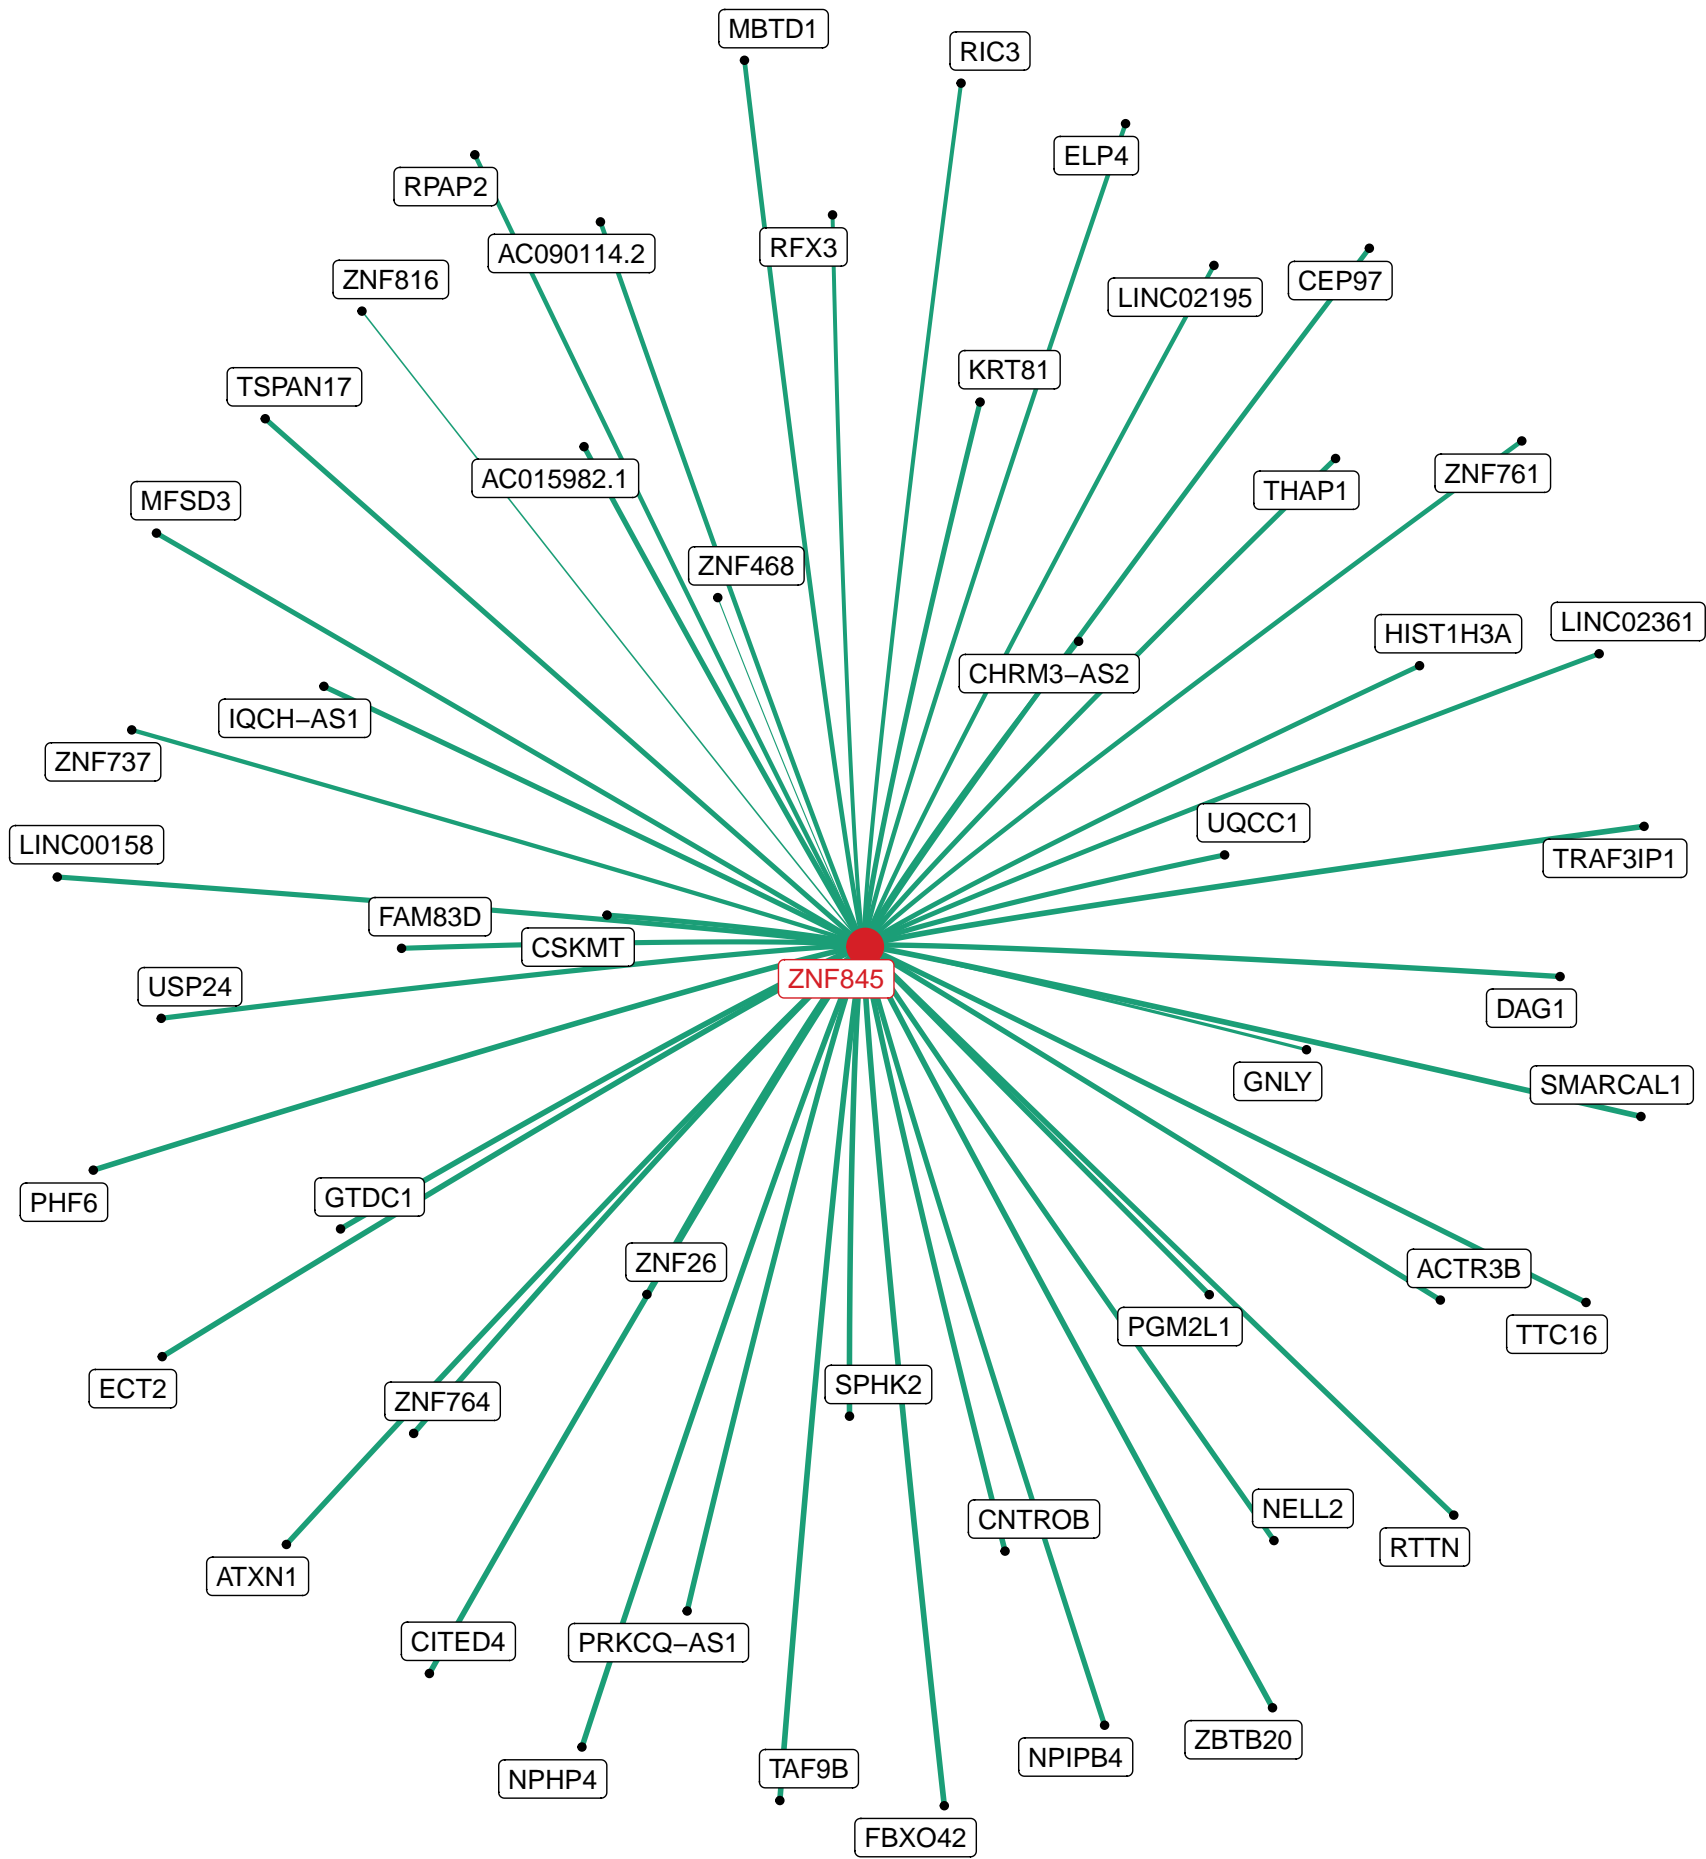 MBTD1
RIC3
ELP4
RPAP2
RFX3
AC090114.2
ZNF816
CEP97
LINC02195
KRT81
TSPAN17
ZNF761
AC015982.1
THAP1
MFSD3
ZNF468
LINC02361
HIST1H3A
CHRM3−AS2
IQCH−AS1
ZNF737
UQCC1
LINC00158
TRAF3IP1
FAM83D
CSKMT
ZNF845
USP24
DAG1
GNLY
SMARCAL1
GTDC1
PHF6
ZNF26
ACTR3B
PGM2L1
TTC16
SPHK2
ECT2
ZNF764
NELL2
CNTROB
RTTN
ATXN1
CITED4
PRKCQ−AS1
ZBTB20
NPIPB4
TAF9B
NPHP4
FBXO42